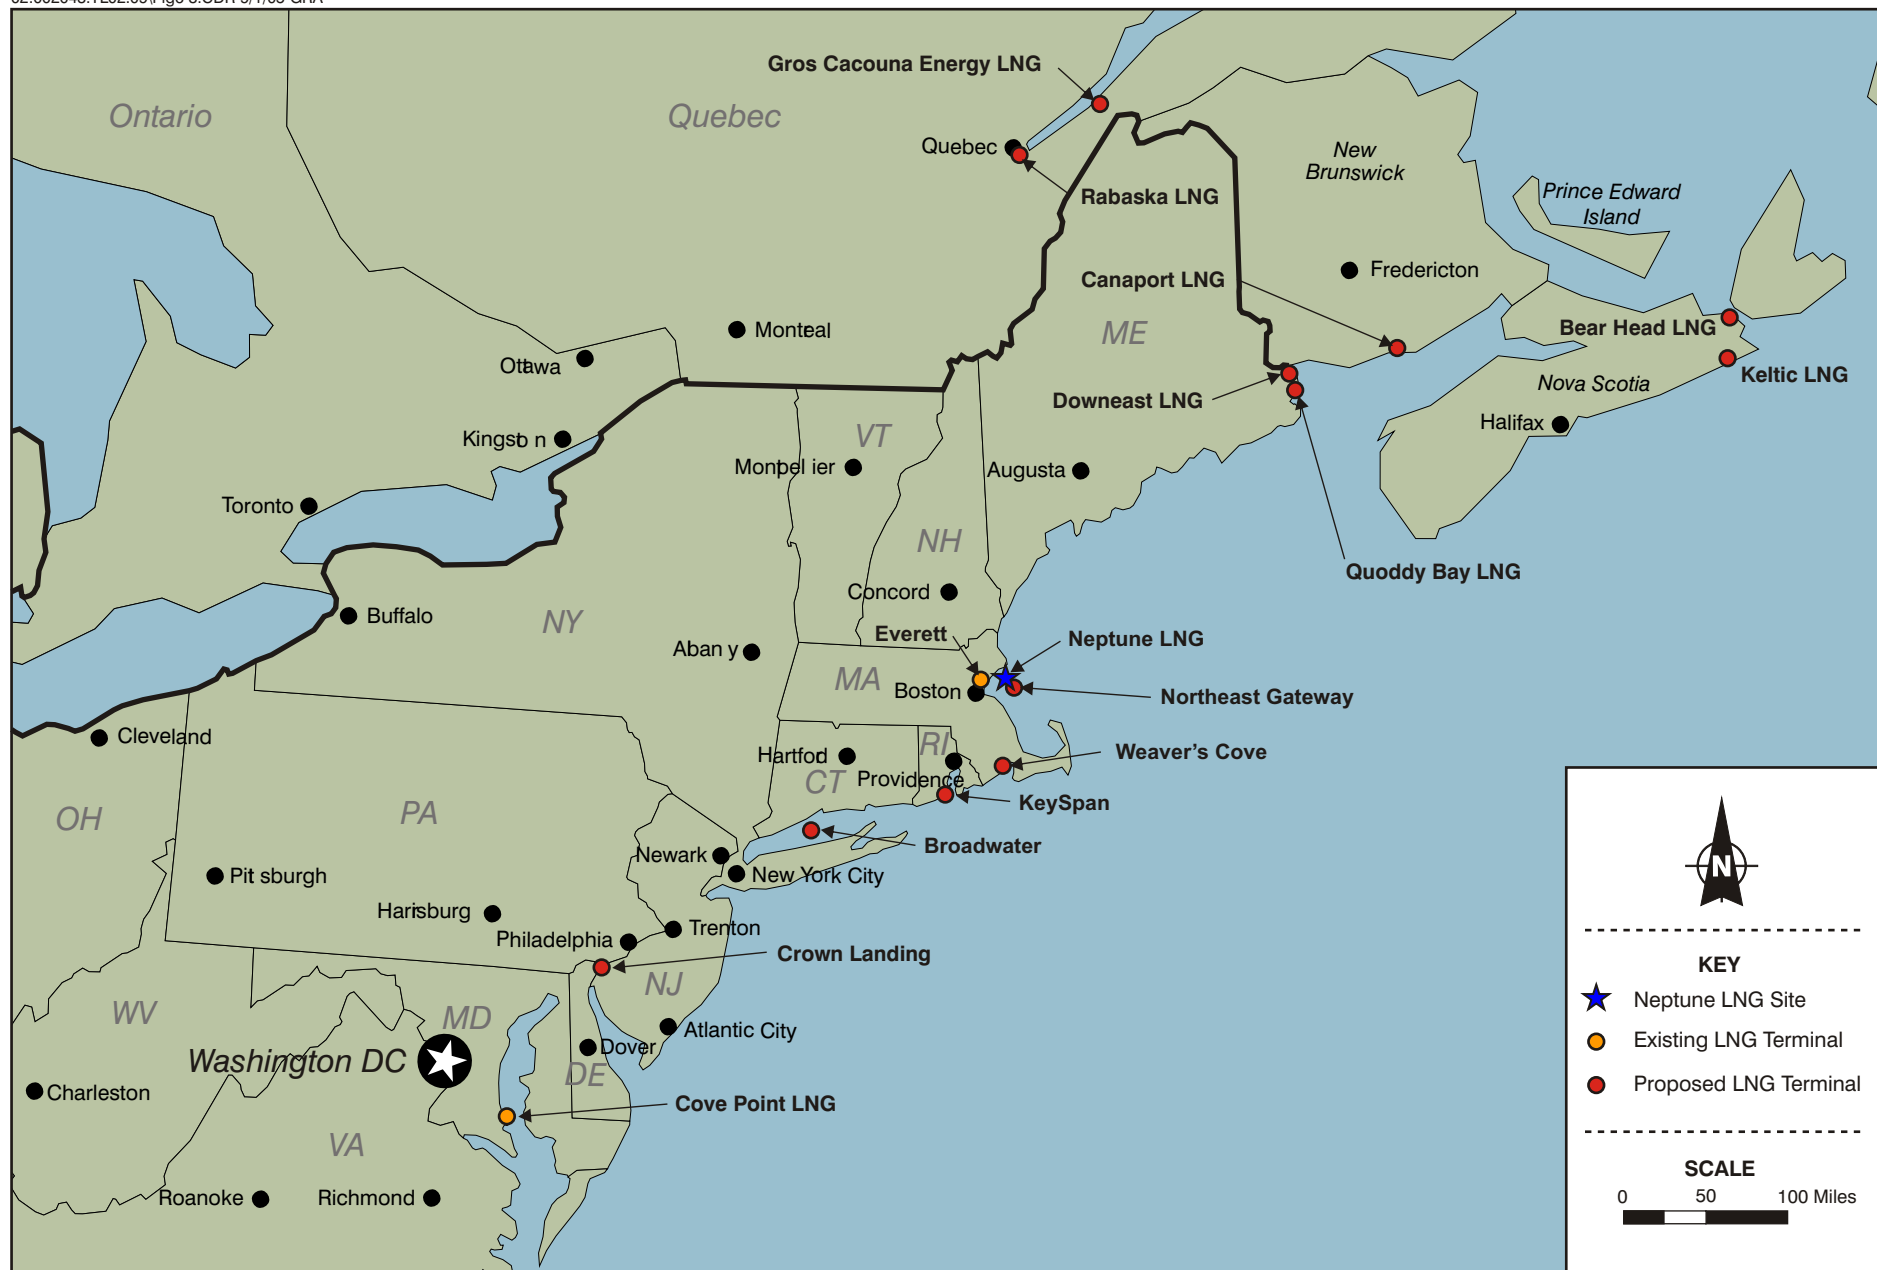 Gros Cacouna Energy LNG
Ontario
Quebec
Quebec
New
Brunswick
Rabaska LNG
Prince Edward
Island
Fredericton
Canaport LNG
Bear Head LNG
Montreal
ME
Ottawa
Keltic LNG
Nova Scotia
Downeast LNG
Halifax
VT
Kingsto n
Montpel ier
Augusta
Toronto
NH
Quoddy Bay LNG
Concord
Buffalo
NY
Everett
Neptune LNG
Aban y
MA
Boston
Northeast Gateway
Cleveland
RI
Weaver's Cove
Hartfod
Providence
CT
KeySpan
OH
PA
Broadwater
Newark
New York City
Pit sburgh
Harisburg
Trenton
Philadelphia
Crown Landing
NJ
WV
MD
Atlantic City
Dover
Washington DC
DE
Charleston
Cove Point LNG
VA
Roanoke
Richmond
N
KEY
Neptune LNG Site
Existing LNG Terminal
Proposed LNG Terminal
SCALE
0 50 100 Miles